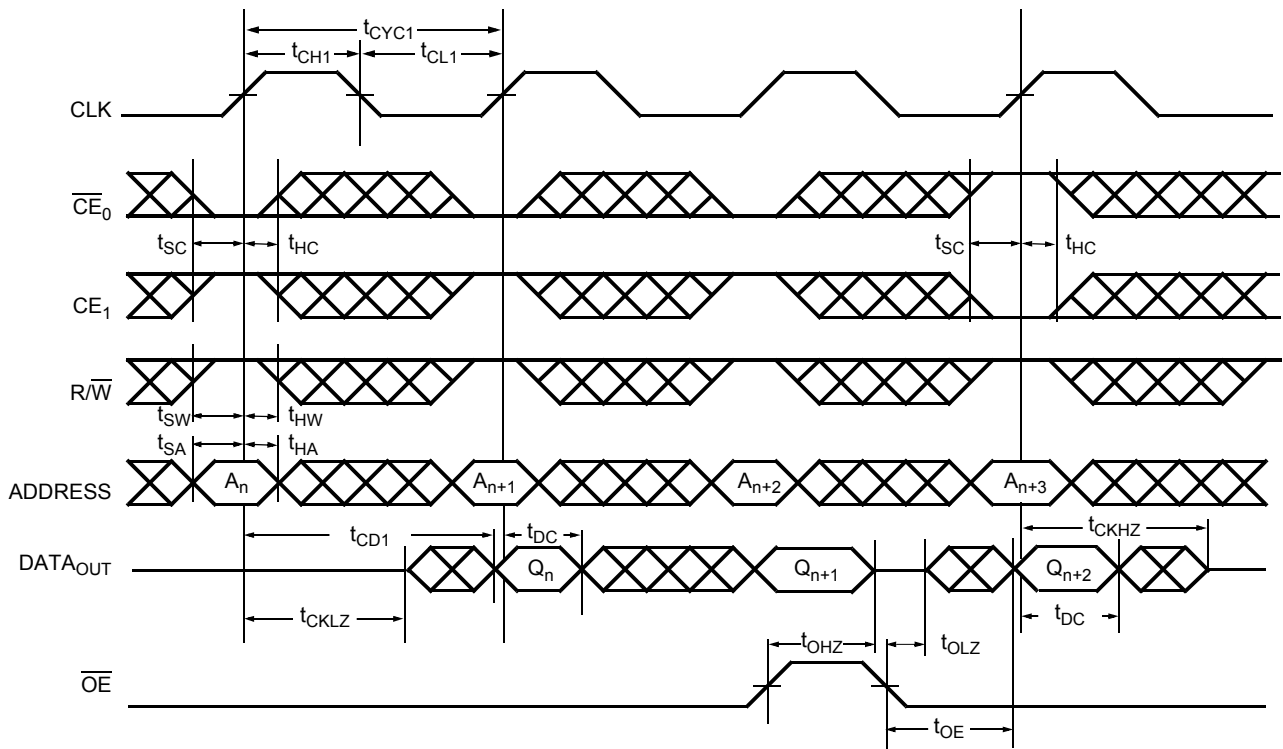 tCYC1
tCH1 tCL1
CLK
CE0
tSC tHC tSC tHC
CE1
R/W
tSW tHW
tSA tHA
ADDRESS An An+1 An+2 An+3
tCD1 tDC tCKHZ
DATAOUT Qn Qn+1 Qn+2
tCKLZ tDC
tOHZ tOLZ
OE
tOE